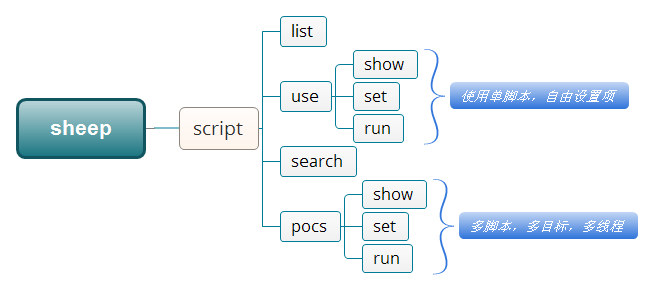 sheep
script
list
use
show
set
run
使用单脚本，自由设置项
search
pocs
show
set
run
多脚本，多目标，多线程